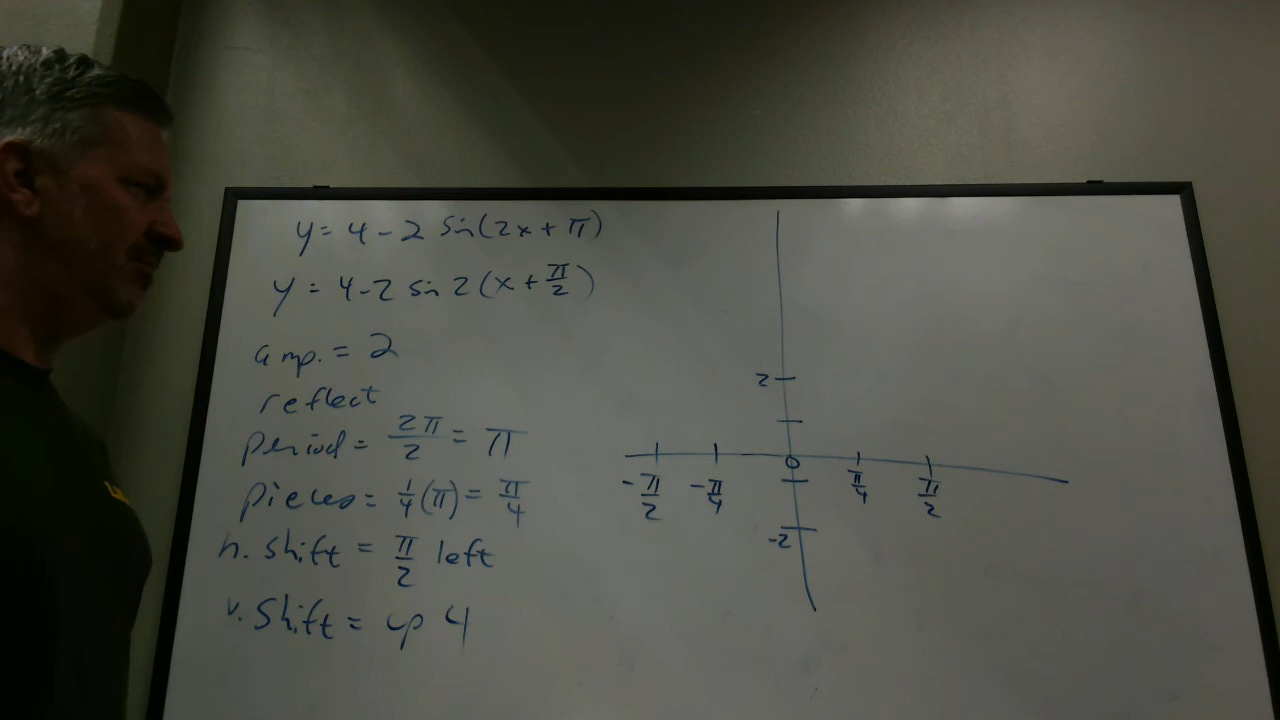 y = 4 - 2 sin(2x + π)
y = 4 - 2 sin 2(x + π/2)
amp. = 2
reflect
period = 2π/2 = π
pieces = 1/4(π) = π/4
h. shift = π/2 left
v. shift = up 4
2
0
-π/2 -π/4 π/4 π/2
-2